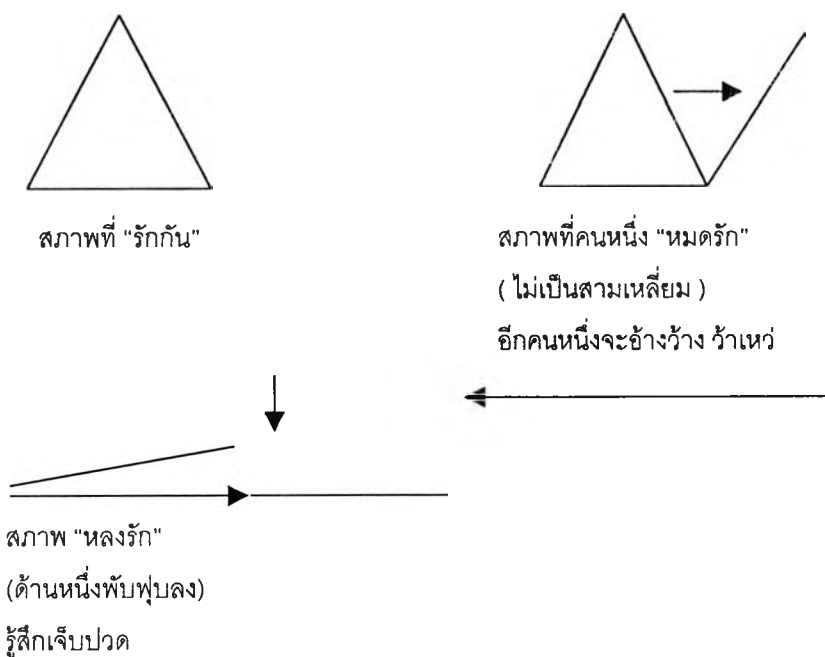 สภาพที่ “รักกัน”
สภาพที่คนหนึ่ง “หมดรัก”
( ไม่เป็นสามเหลี่ยม )
อีกคนหนึ่งจะอ้างว้าง ว้าเหว่
สภาพ “หลงรัก”
(ด้านหนึ่งพับฟุบลง)
รู้สึกเจ็บปวด